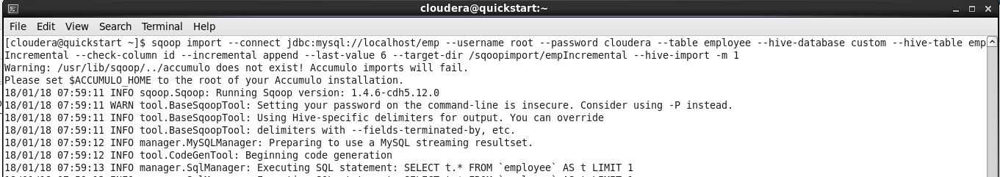 cloudera@quickstart:~
File Edit View Search Terminal Help
[cloudera@quickstart ~]$ sqoop import --connect jdbc:mysql://localhost/emp --username root --password cloudera --table employee --hive-database custom --hive-table emp
Incremental --check-column id --incremental append --last-value 6 --target-dir /sqoopimport/empIncremental --hive-import -m 1
Warning: /usr/lib/sqoop/../accumulo does not exist! Accumulo imports will fail.
Please set $ACCUMULO_HOME to the root of your Accumulo installation.
18/01/18 07:59:11 INFO sqoop.Sqoop: Running Sqoop version: 1.4.6-cdh5.12.0
18/01/18 07:59:11 WARN tool.BaseSqoopTool: Setting your password on the command-line is insecure. Consider using -P instead.
18/01/18 07:59:11 INFO tool.BaseSqoopTool: Using Hive-specific delimiters for output. You can override
18/01/18 07:59:11 INFO tool.BaseSqoopTool: delimiters with --fields-terminated-by, etc.
18/01/18 07:59:12 INFO manager.MySQLManager: Preparing to use a MySQL streaming resultset.
18/01/18 07:59:12 INFO tool.CodeGenTool: Beginning code generation
18/01/18 07:59:13 INFO manager.SqlManager: Executing SQL statement: SELECT t.* FROM `employee` AS t LIMIT 1